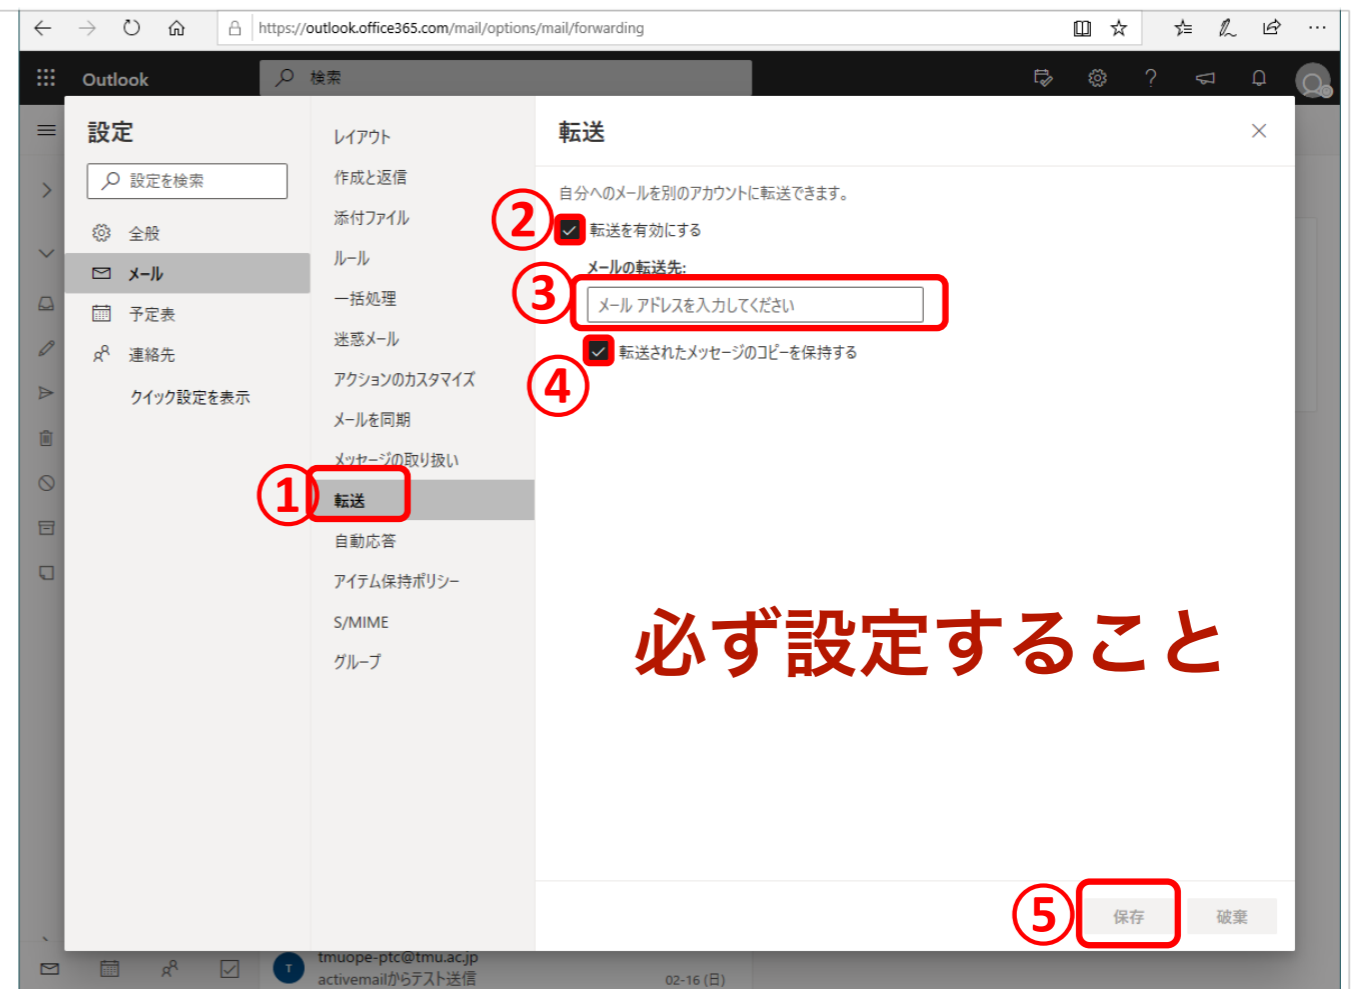 https://outlook.office365.com/mail/options/mail/forwarding
Outlook
検索
設定
設定を検索
全般
メール
予定表
連絡先
クイック設定を表示
レイアウト
作成と返信
添付ファイル
ルール
一括処理
迷惑メール
アクションのカスタマイズ
メールを同期
メッセージの取り扱い
① 転送
自動応答
アイテム保持ポリシー
S/MIME
グループ
転送
自分へのメールを別のアカウントに転送できます。
② 転送を有効にする
メールの転送先:
③ メール アドレスを入力してください
④ 転送されたメッセージのコピーを保持する
必ず設定すること
⑤ 保存 破棄
T
tmuope-ptc@tmu.ac.jp
activemailからテスト送信 02-16 (日)